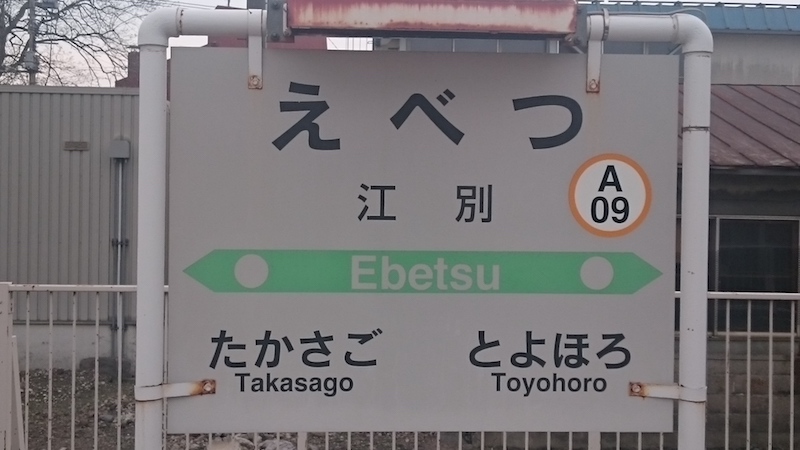 えべつ
江別
A
09
Ebetsu
たかさご
Takasago
とよほろ
Toyohoro